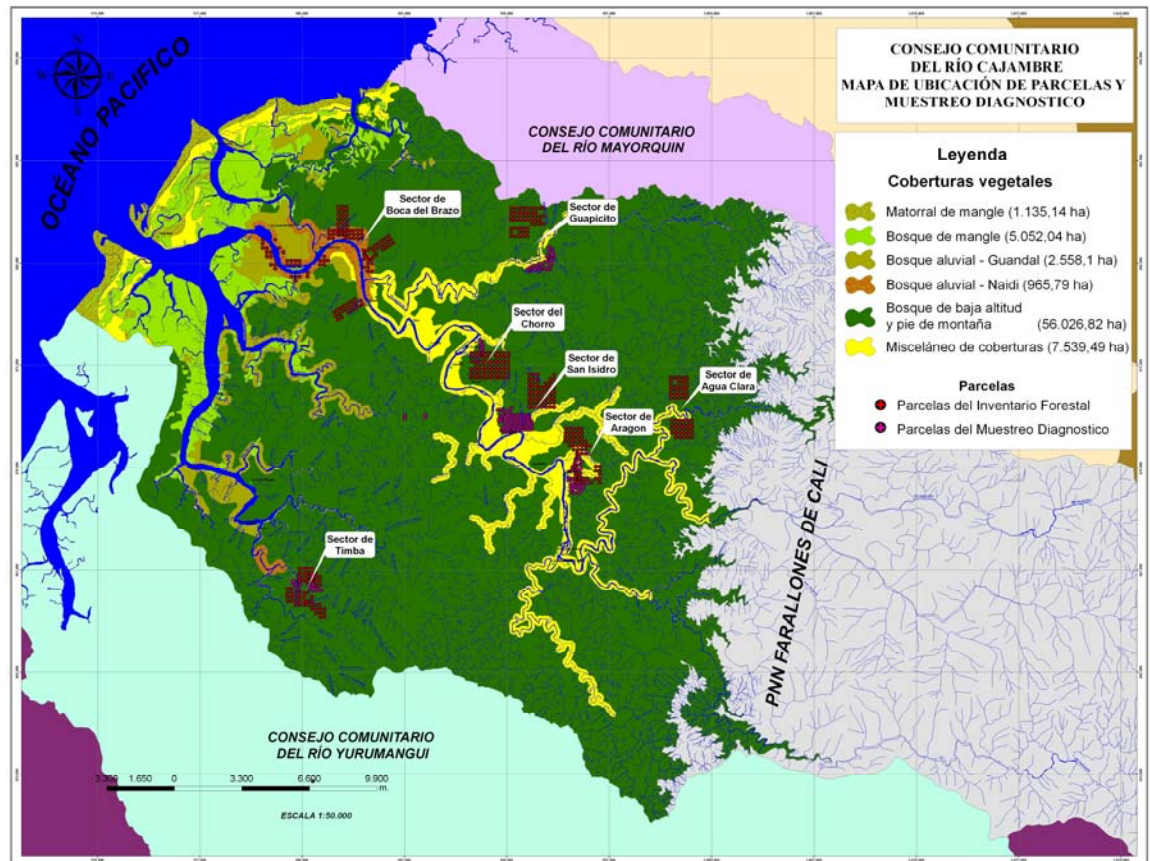 CONSEJO COMUNITARIO
DEL RÍO CAJAMBRE
MAPA DE UBICACIÓN DE PARCELAS Y
MUESTREO DIAGNOSTICO
Leyenda
Coberturas vegetales
Matorral de mangle (1.135,14 ha)
Bosque de mangle (5.052,04 ha)
Bosque aluvial - Guandal (2.558,1 ha)
Bosque aluvial - Naidi (965,79 ha)
Bosque de baja altitud
y pie de montaña (56.026,82 ha)
Misceláneo de coberturas (7.539,49 ha)
Parcelas
Parcelas del Inventario Forestal
Parcelas del Muestreo Diagnostico
OCÉANO PACIFICO
N
W
E
S
CONSEJO COMUNITARIO
DEL RÍO MAYORQUIN
Sector de
Boca del Brazo
Sector de
Guapicito
Sector del
Chorro
Sector de
San Isidro
Sector de
Agua Clara
Sector de
Aragon
Sector de
Timba
PNN FARALLONES DE CALI
CONSEJO COMUNITARIO
DEL RÍO YURUMANGUI
3.300 1.650 0 3.300 6.600 9.900
m.
ESCALA 1:50.000